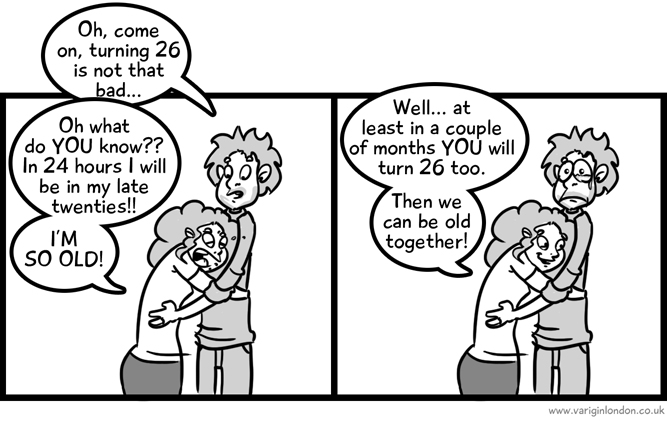 Oh, come
on, turning 26
is not that
bad...
Oh what
do YOU know??
In 24 hours I will
be in my late
twenties!!
I'M
SO OLD!
Well... at
least in a couple
of months YOU will
turn 26 too.
Then we
can be old
together!
www.variginlondon.co.uk